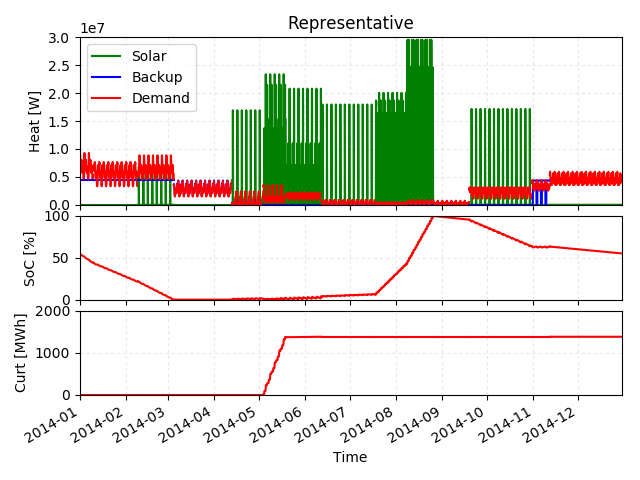 Representative
1e7
3.0
2.5
2.0
1.5
1.0
0.5
0.0
Heat [W]
Solar
Backup
Demand
100
50
0
SoC [%]
2000
1000
0
Curt [MWh]
2014-01
2014-02
2014-03
2014-04
2014-05
2014-06
2014-07
2014-08
2014-09
2014-10
2014-11
2014-12
Time